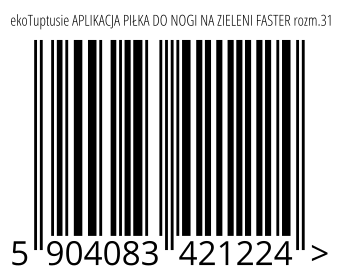 ekoTuptusie APLIKACJA PIŁKA DO NOGI NA ZIELENI FASTER rozm.31
5 904083 421224 >